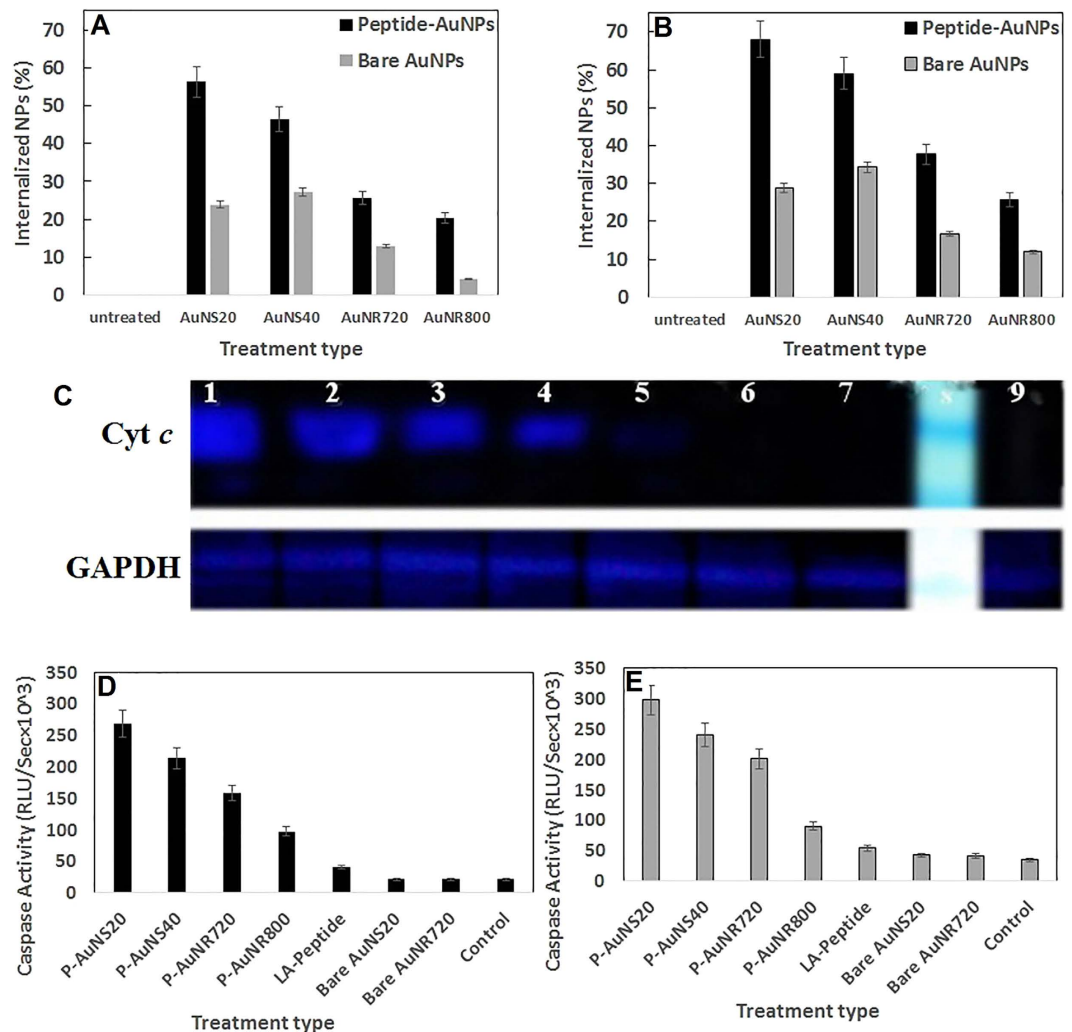 A
Peptide-AuNPs
Bare AuNPs
Internalized NPs (%)
70
60
50
40
30
20
10
0
untreated AuNS20 AuNS40 AuNR720 AuNR800
Treatment type
B
Peptide-AuNPs
Bare AuNPs
Internalized NPs (%)
70
60
50
40
30
20
10
0
untreated AuNS20 AuNS40 AuNR720 AuNR800
Treatment type
C
1 2 3 4 5 6 7 8 9
Cyt c
GAPDH
D
Caspase Activity (RLU/Sec×10^3)
350
300
250
200
150
100
50
0
P-AuNS20 P-AuNS40 P-AuNR720 P-AuNR800 LA-Peptide Bare AuNS20 Bare AuNR720 Control
Treatment type
E
Caspase Activity (RLU/Sec×10^3)
350
300
250
200
150
100
50
0
P-AuNS20 P-AuNS40 P-AuNR720 P-AuNR800 LA-Peptide Bare AuNS20 Bare AuNR720 Control
Treatment type